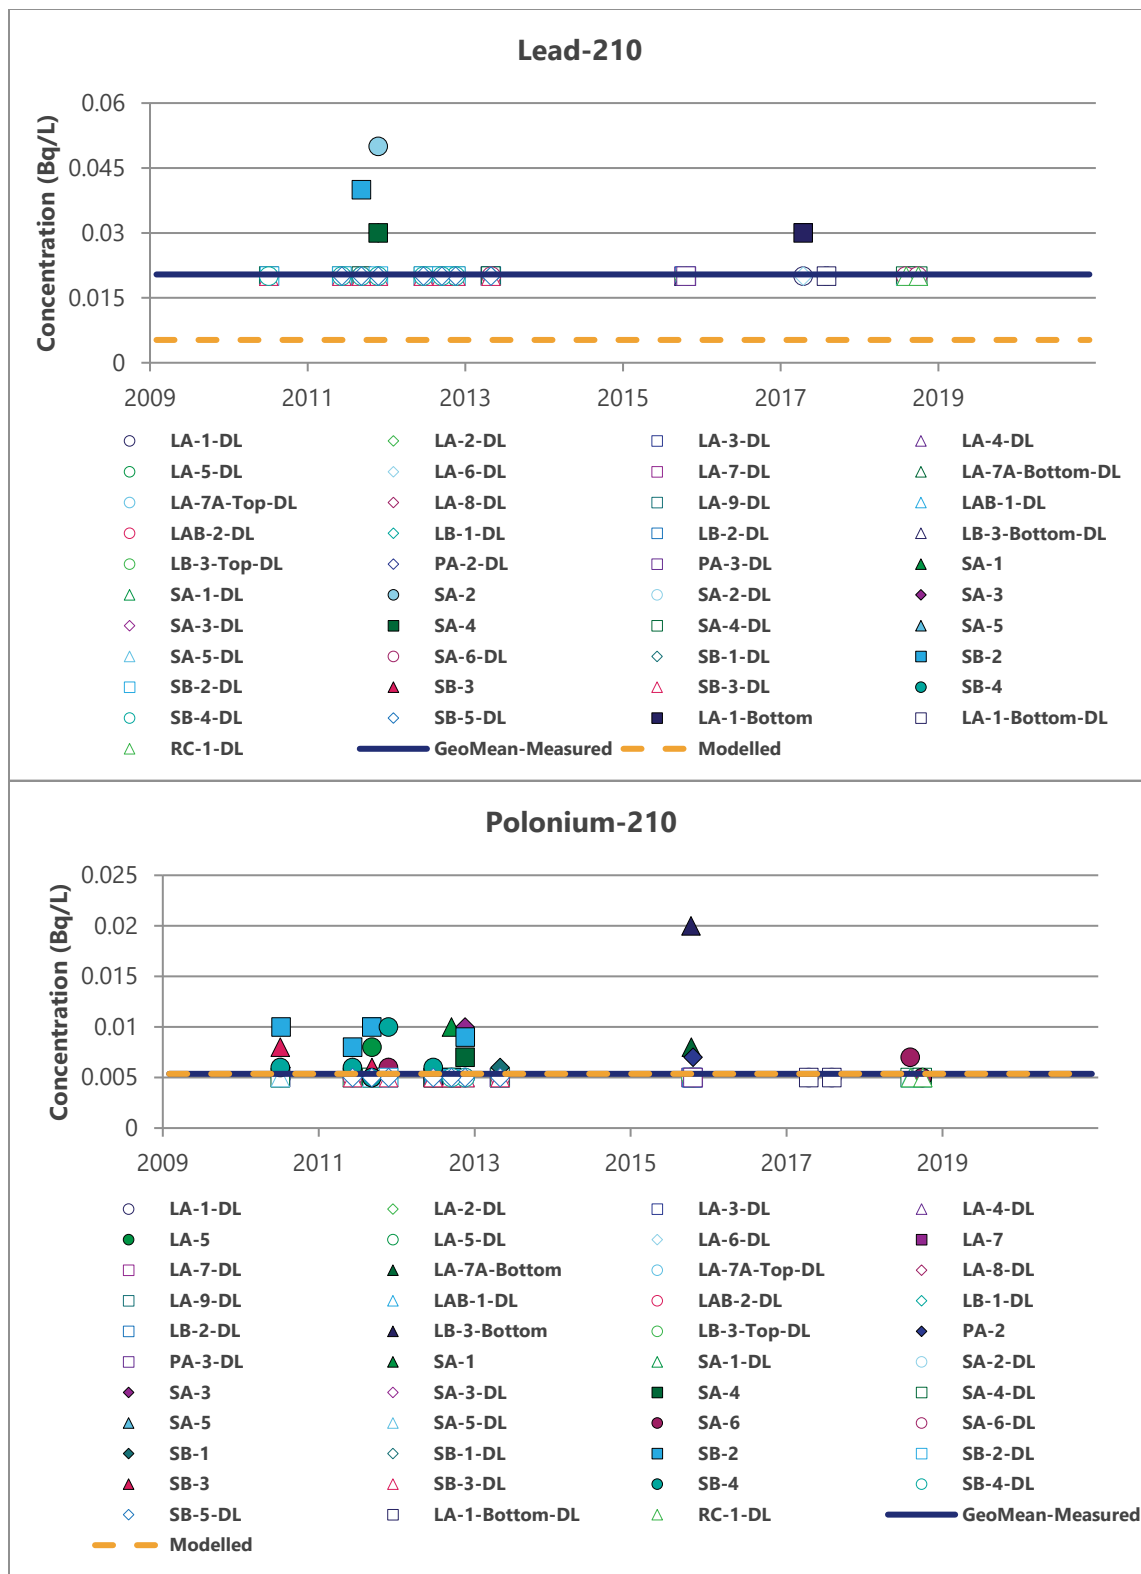 Lead-210
Concentration (Bq/L)
0.06
0.045
0.03
0.015
0
2009 2011 2013 2015 2017 2019
LA-1-DL LA-2-DL LA-3-DL LA-4-DL
LA-5-DL LA-6-DL LA-7-DL LA-7A-Bottom-DL
LA-7A-Top-DL LA-8-DL LA-9-DL LAB-1-DL
LAB-2-DL LB-1-DL LB-2-DL LB-3-Bottom-DL
LB-3-Top-DL PA-2-DL PA-3-DL SA-1
SA-1-DL SA-2 SA-2-DL SA-3
SA-3-DL SA-4 SA-4-DL SA-5
SA-5-DL SA-6-DL SB-1-DL SB-2
SB-2-DL SB-3 SB-3-DL SB-4
SB-4-DL SB-5-DL LA-1-Bottom LA-1-Bottom-DL
RC-1-DL GeoMean-Measured Modelled
Polonium-210
Concentration (Bq/L)
0.025
0.02
0.015
0.01
0.005
0
2009 2011 2013 2015 2017 2019
LA-1-DL LA-2-DL LA-3-DL LA-4-DL
LA-5 LA-5-DL LA-6-DL LA-7
LA-7-DL LA-7A-Bottom LA-7A-Top-DL LA-8-DL
LA-9-DL LAB-1-DL LAB-2-DL LB-1-DL
LB-2-DL LB-3-Bottom LB-3-Top-DL PA-2
PA-3-DL SA-1 SA-1-DL SA-2-DL
SA-3 SA-3-DL SA-4 SA-4-DL
SA-5 SA-5-DL SA-6 SA-6-DL
SB-1 SB-1-DL SB-2 SB-2-DL
SB-3 SB-3-DL SB-4 SB-4-DL
SB-5-DL LA-1-Bottom-DL RC-1-DL GeoMean-Measured
Modelled